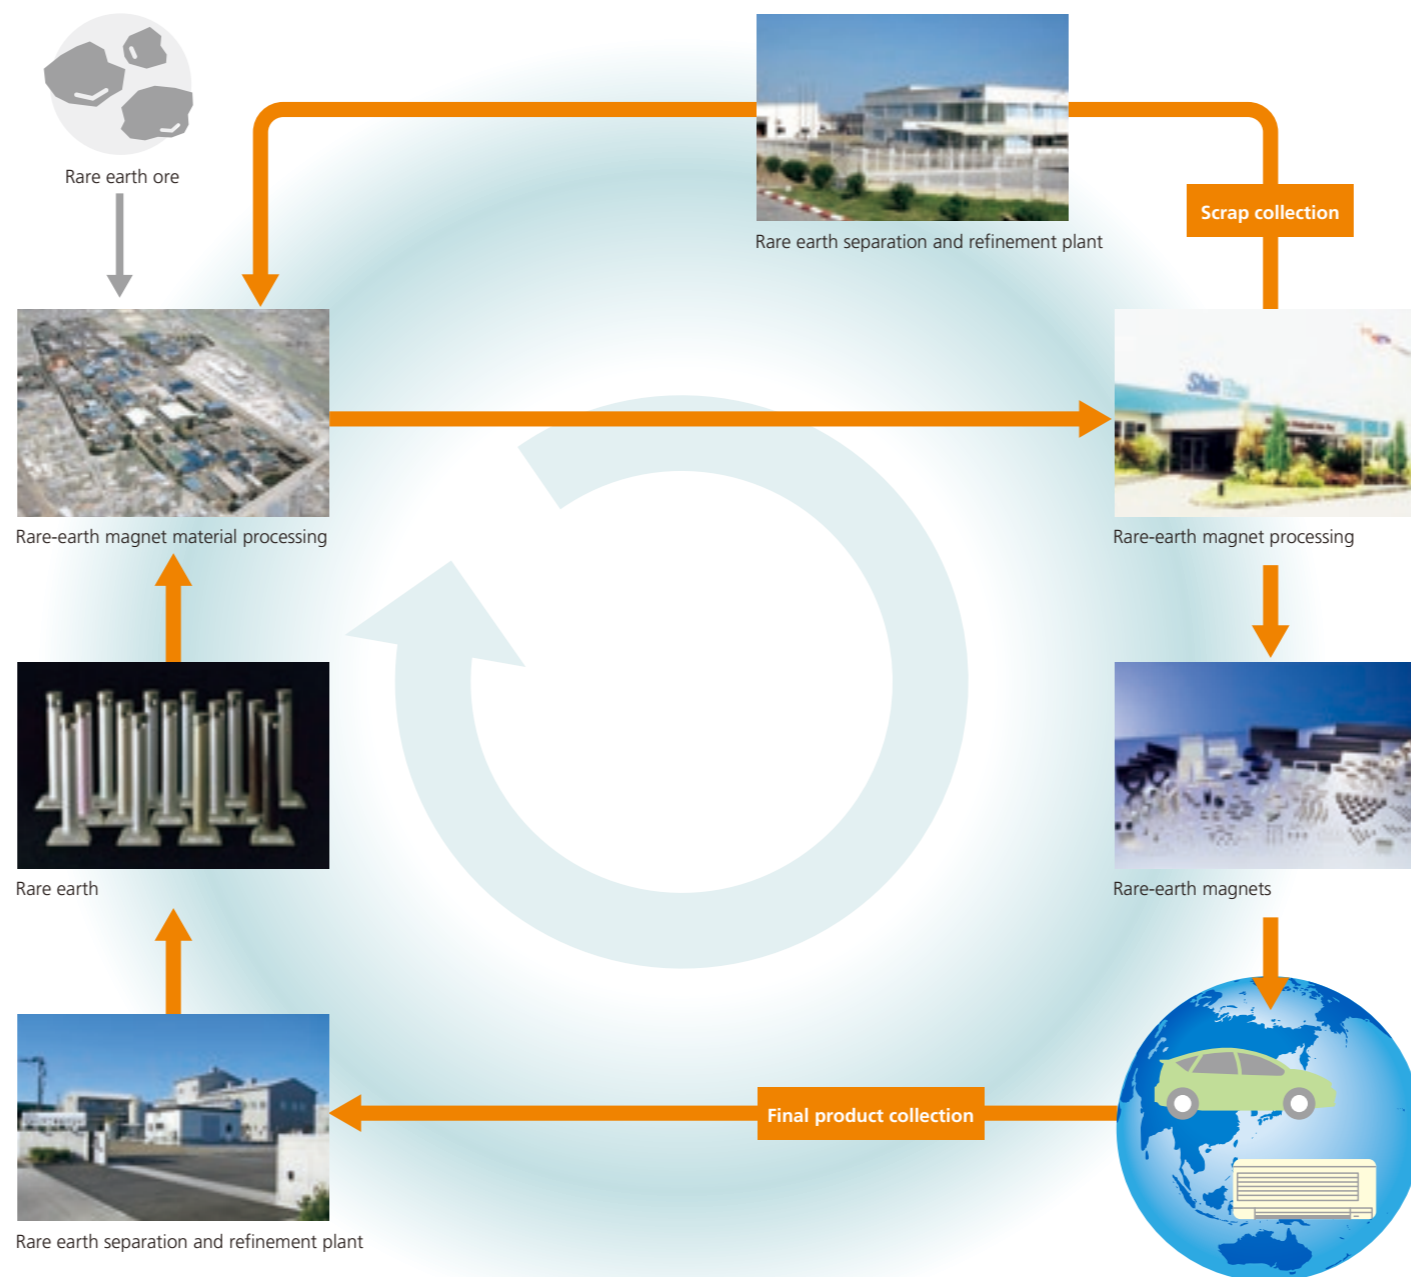 Rare earth ore
Scrap collection
Rare earth separation and refinement plant
Shin
Rare-earth magnet material processing
Rare-earth magnet processing
Rare earth
Rare-earth magnets
Final product collection
Rare earth separation and refinement plant